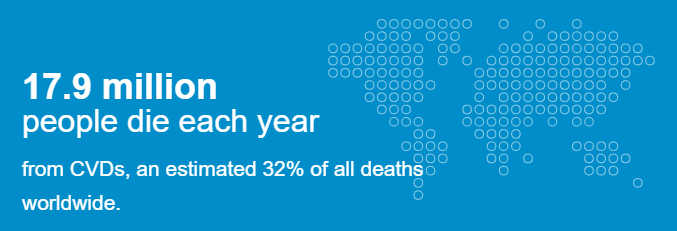 17.9 million
people die each year
from CVDs, an estimated 32% of all deaths
worldwide.